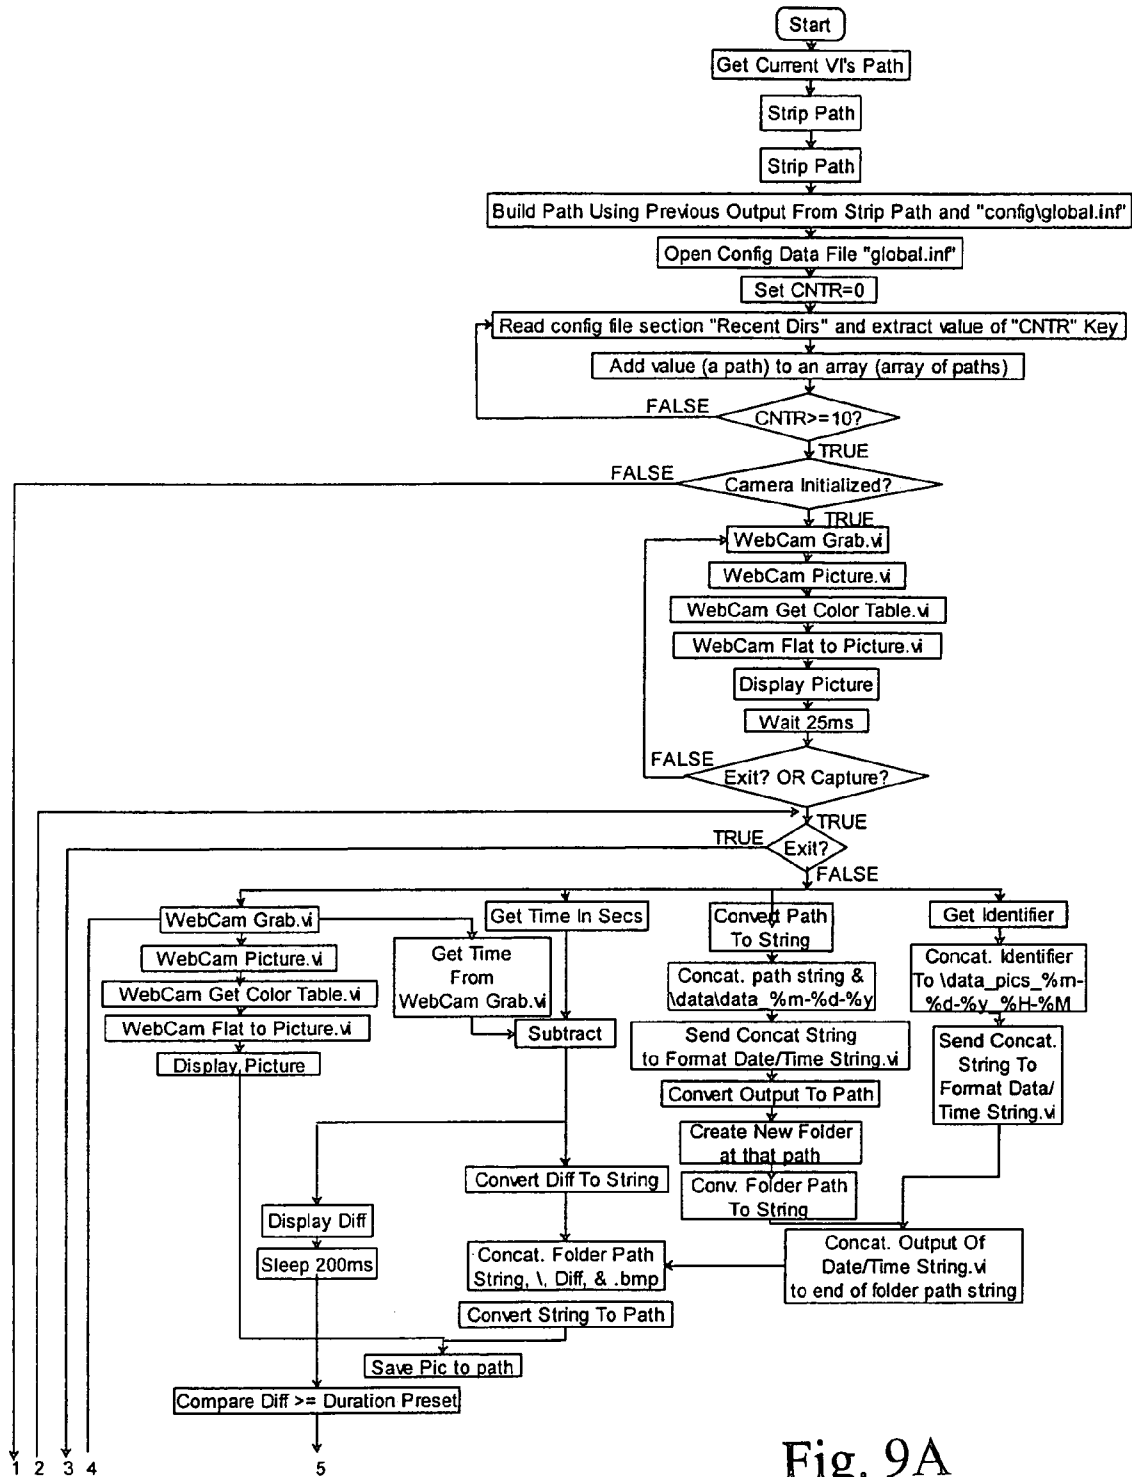 Start
Get Current VI's Path
Strip Path
Strip Path
Build Path Using Previous Output From Strip Path and "config\global.inf"
Open Config Data File "global.inf"
Set CNTR=0
Read config file section "Recent Dirs" and extract value of "CNTR" Key
Add value (a path) to an array (array of paths)
FALSE
CNTR>=10?
TRUE
FALSE
Camera Initialized?
TRUE
WebCam Grab.vi
WebCam Picture.vi
WebCam Get Color Table.vi
WebCam Flat to Picture.vi
Display Picture
Wait 25ms
FALSE
Exit? OR Capture?
TRUE
TRUE
Exit?
FALSE
WebCam Grab.vi
WebCam Picture.vi
WebCam Get Color Table.vi
WebCam Flat to Picture.vi
Display Picture
Get Time
From
WebCam Grab.vi
Get Time In Secs
Subtract
Convert Path
To String
Concat. path string &
\data\data_%m-%d-%y
Send Concat String
to Format Date/Time String.vi
Convert Output To Path
Create New Folder
at that path
Conv. Folder Path
To String
Get Identifier
Concat. Identifier
To \data_pics_%m-
%d-%y_%H-%M
Send Concat.
String To
Format Data/
Time String.vi
Convert Diff To String
Display Diff
Sleep 200ms
Concat. Folder Path
String, \, Diff, & .bmp
Concat. Output Of
Date/Time String.vi
to end of folder path string
Convert String To Path
Save Pic to path
Compare Diff >= Duration Preset
1 2 3 4 5
Fig. 9A